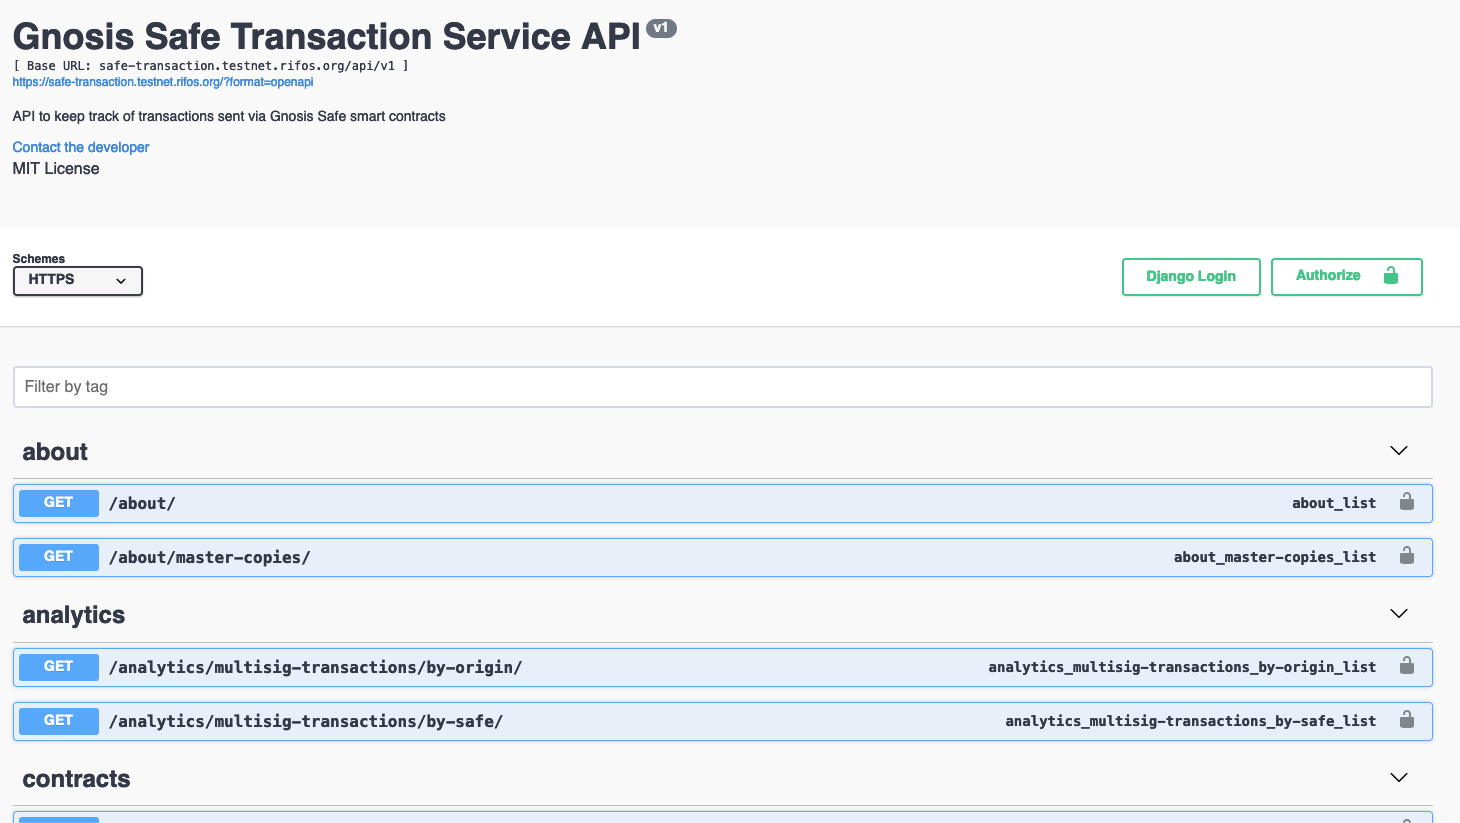 Gnosis Safe Transaction Service API v1
[ Base URL: safe-transaction.testnet.rifos.org/api/v1 ]
https://safe-transaction.testnet.rifos.org/?format=openapi
API to keep track of transactions sent via Gnosis Safe smart contracts
Contact the developer
MIT License
Schemes
HTTPS
Django Login
Authorize
Filter by tag
about
GET /about/ about_list
GET /about/master-copies/ about_master-copies_list
analytics
GET /analytics/multisig-transactions/by-origin/ analytics_multisig-transactions_by-origin_list
GET /analytics/multisig-transactions/by-safe/ analytics_multisig-transactions_by-safe_list
contracts